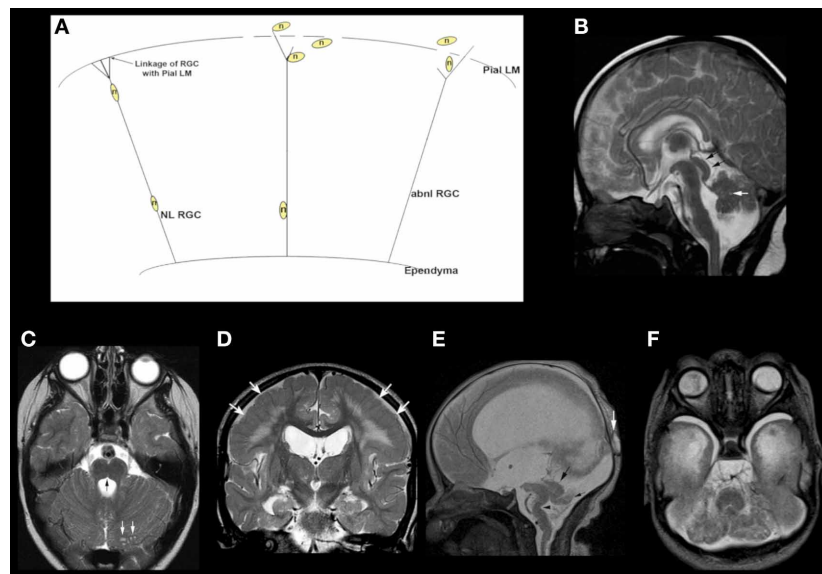 A
n
n
n
n
Linkage of RGC
with Pial LM
n
n
Pial LM
n
abnl RGC
n
NL RGC
n
Ependyma
B
C
D
E
F